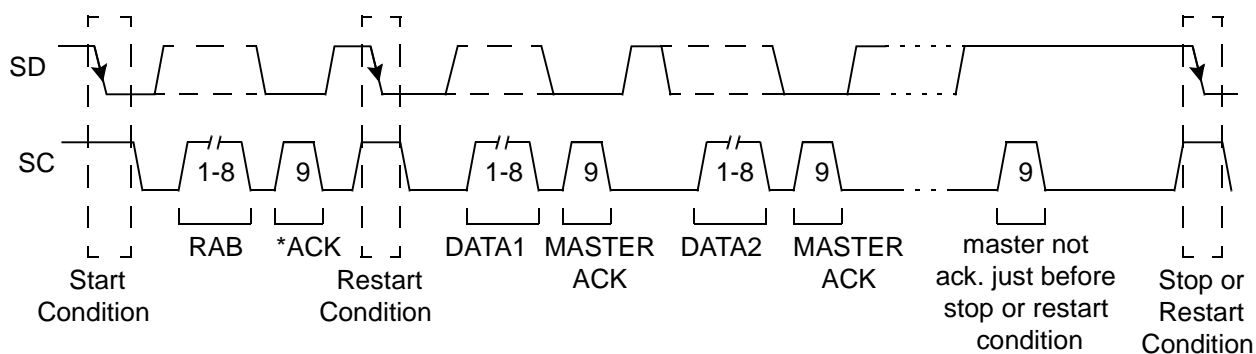 SD
SC
1-8
9
1-8
9
1-8
9
9
RAB
*ACK
DATA1
MASTER
ACK
DATA2
MASTER
ACK
master not
ack. just before
stop or restart
condition
Start
Condition
Restart
Condition
Stop or
Restart
Condition